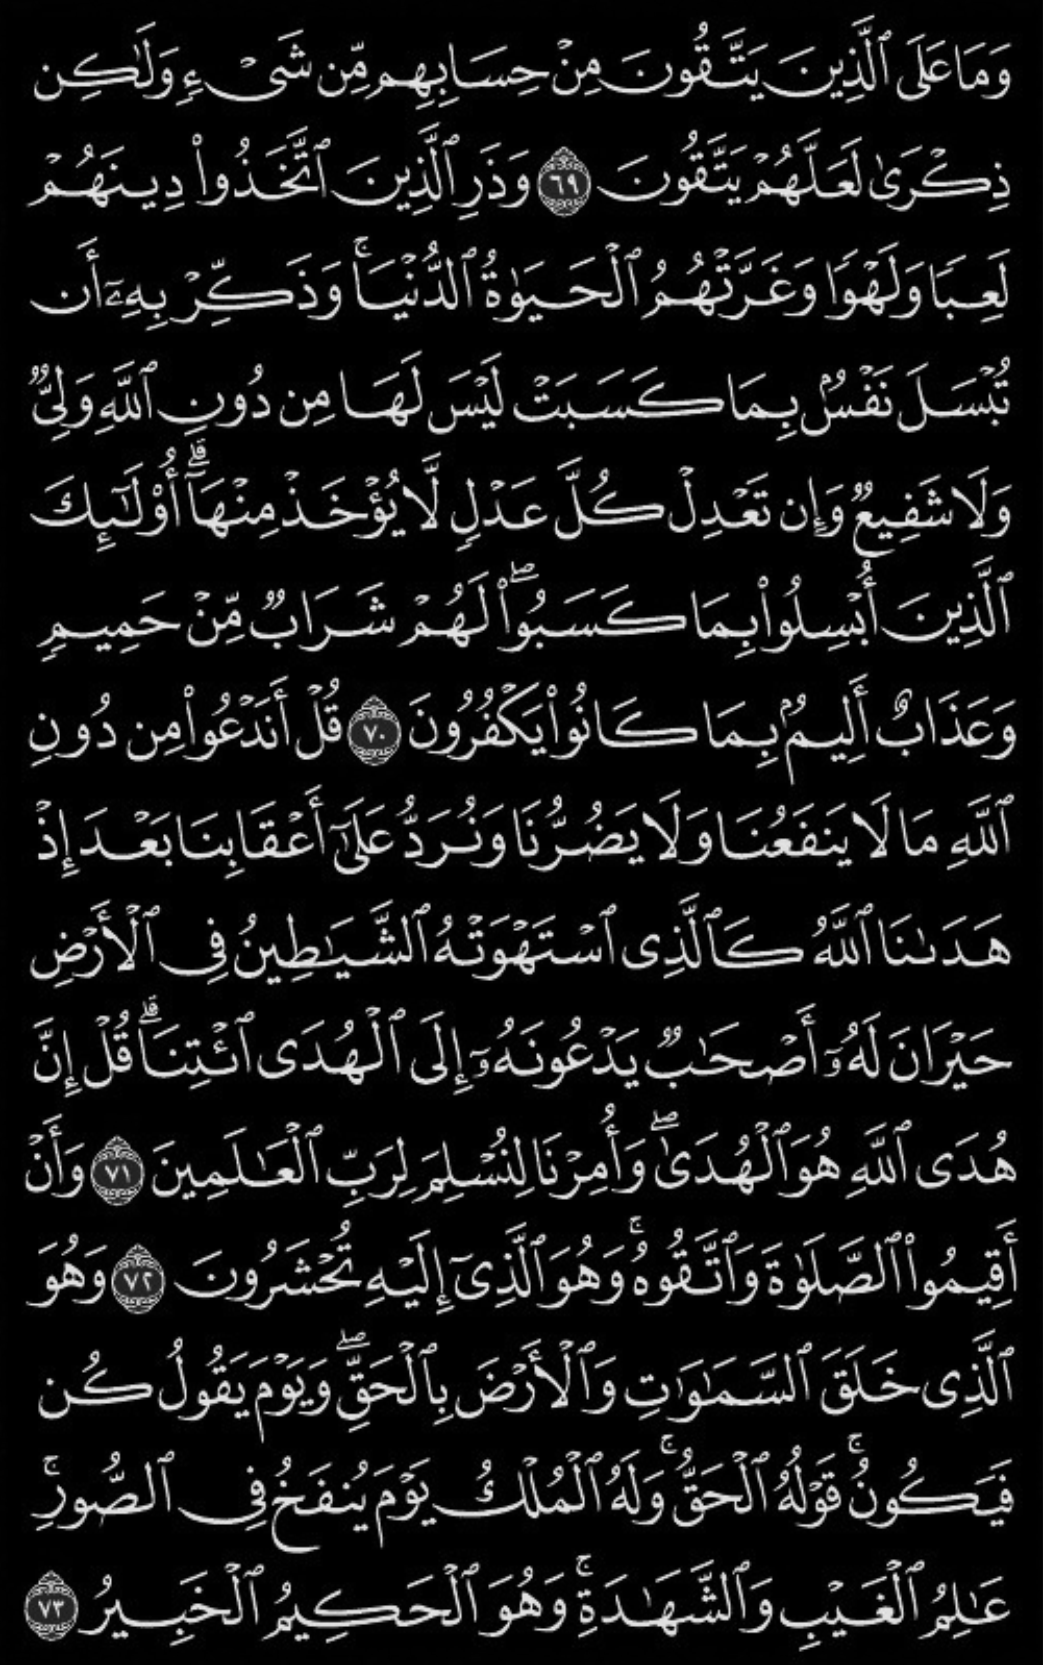 وَمَا عَلَى ٱلَّذِينَ يَتَّقُونَ مِنْ حِسَابِهِم مِّن شَىْءٍ وَلَـٰكِن
ذِكْرَىٰ لَعَلَّهُمْ يَتَّقُونَ ٦٩ وَذَرِ ٱلَّذِينَ ٱتَّخَذُوا۟ دِينَهُمْ
لَعِبًا وَلَهْوًا وَغَرَّتْهُمُ ٱلْحَيَوٰةُ ٱلدُّنْيَا ۚ وَذَكِّرْ بِهِۦٓ أَن
تُبْسَلَ نَفْسٌۢ بِمَا كَسَبَتْ لَيْسَ لَهَا مِن دُونِ ٱللَّهِ وَلِىٌّ
وَلَا شَفِيعٌ وَإِن تَعْدِلْ كُلَّ عَدْلٍ لَّا يُؤْخَذْ مِنْهَآ ۗ أُو۟لَـٰٓئِكَ
ٱلَّذِينَ أُبْسِلُوا۟ بِمَا كَسَبُوا۟ ۖ لَهُمْ شَرَابٌ مِّنْ حَمِيمٍ
وَعَذَابٌ أَلِيمٌۢ بِمَا كَانُوا۟ يَكْفُرُونَ ٧٠ قُلْ أَنَدْعُوا۟ مِن دُونِ
ٱللَّهِ مَا لَا يَنفَعُنَا وَلَا يَضُرُّنَا وَنُرَدُّ عَلَىٰٓ أَعْقَابِنَا بَعْدَ إِذْ
هَدَىٰنَا ٱللَّهُ كَٱلَّذِى ٱسْتَهْوَتْهُ ٱلشَّيَـٰطِينُ فِى ٱلْأَرْضِ
حَيْرَانَ لَهُۥٓ أَصْحَـٰبٌ يَدْعُونَهُۥٓ إِلَى ٱلْهُدَى ٱئْتِنَا ۗ قُلْ إِنَّ
هُدَى ٱللَّهِ هُوَ ٱلْهُدَىٰ ۖ وَأُمِرْنَا لِنُسْلِمَ لِرَبِّ ٱلْعَـٰلَمِينَ ٧١ وَأَنْ
أَقِيمُوا۟ ٱلصَّلَوٰةَ وَٱتَّقُوهُ ۚ وَهُوَ ٱلَّذِىٓ إِلَيْهِ تُحْشَرُونَ ٧٢ وَهُوَ
ٱلَّذِى خَلَقَ ٱلسَّمَـٰوَٰتِ وَٱلْأَرْضَ بِٱلْحَقِّ ۖ وَيَوْمَ يَقُولُ كُن
فَيَكُونُ ۚ قَوْلُهُ ٱلْحَقُّ ۚ وَلَهُ ٱلْمُلْكُ يَوْمَ يُنفَخُ فِى ٱلصُّورِ ۚ
عَـٰلِمُ ٱلْغَيْبِ وَٱلشَّهَـٰدَةِ ۚ وَهُوَ ٱلْحَكِيمُ ٱلْخَبِيرُ ٧٣